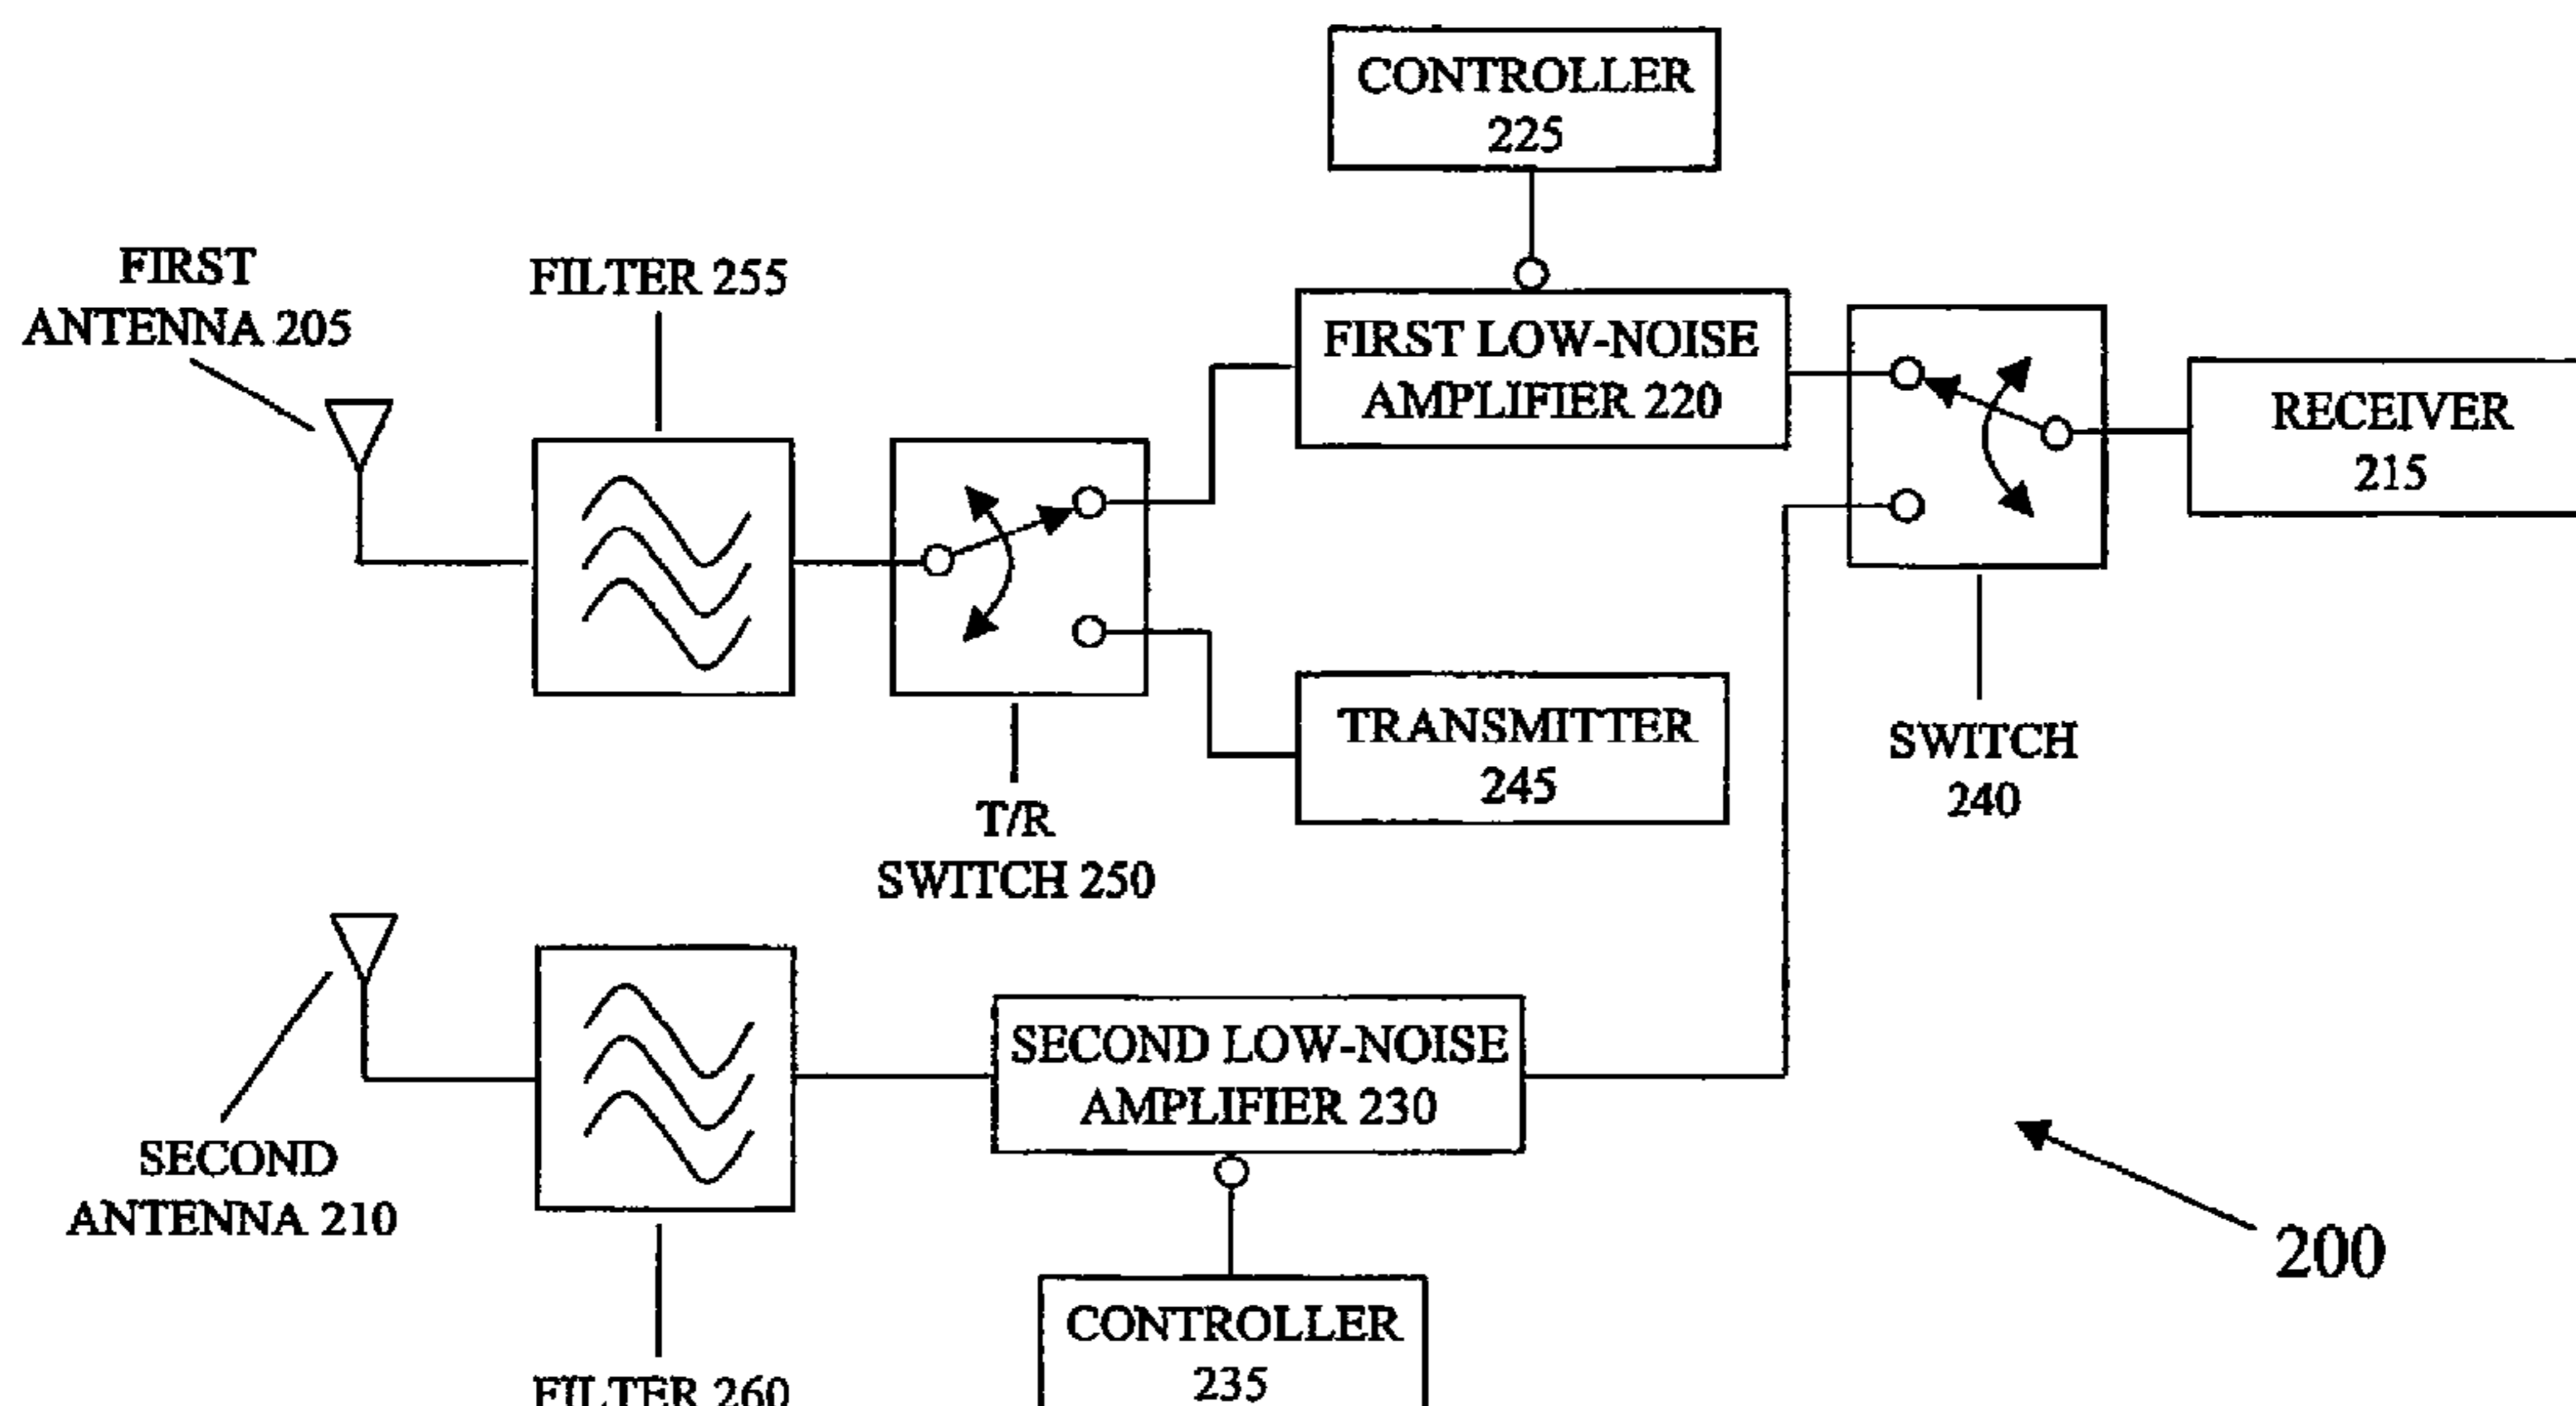 CONTROLLER
225
FIRST
ANTENNA 205
FILTER 255
FIRST LOW-NOISE
AMPLIFIER 220
RECEIVER
215
TRANSMITTER
245
SWITCH
240
T/R
SWITCH 250
SECOND LOW-NOISE
AMPLIFIER 230
SECOND
ANTENNA 210
200
CONTROLLER
235
FILTER 260